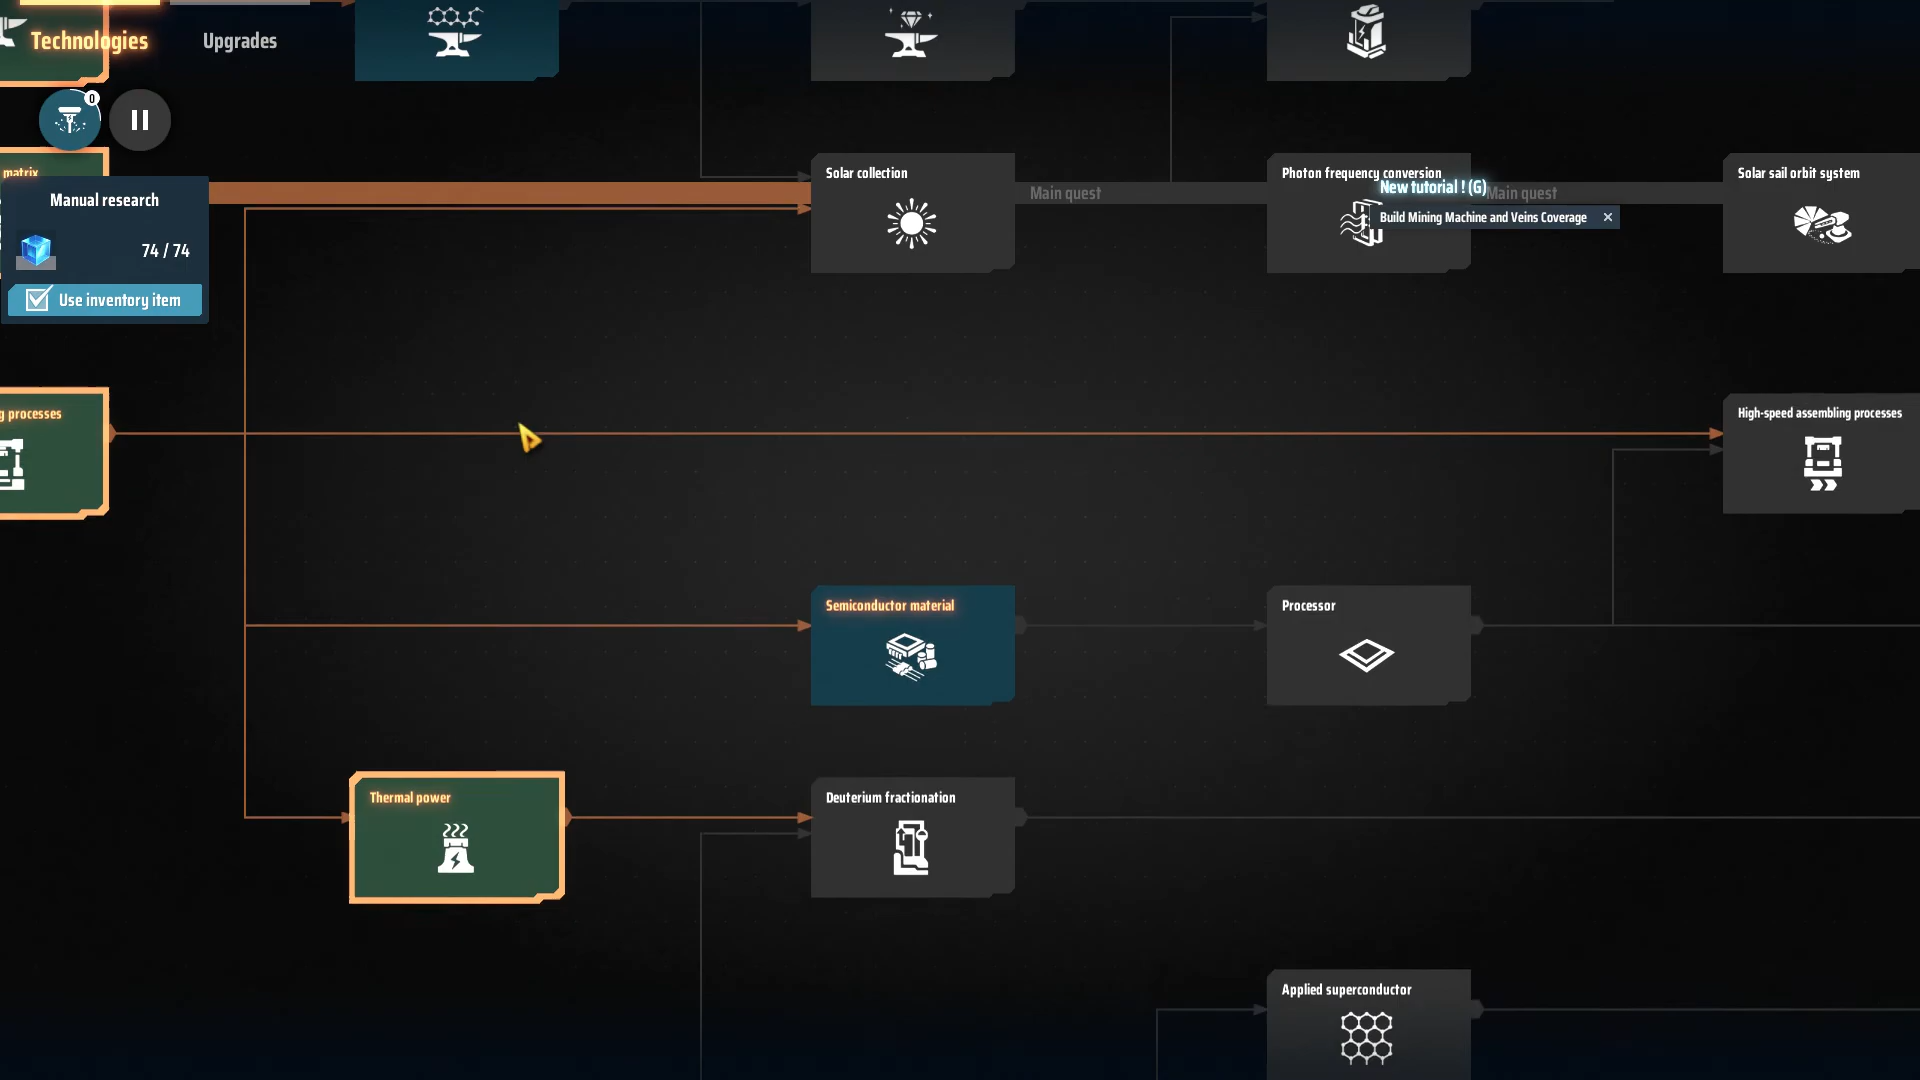 Technologies
Upgrades
0
matrix
Manual research
74 / 74
Use inventory item
Solar collection
Main quest
Photon frequency conversion
New tutorial ! (G)
Main quest
Build Mining Machine and Veins Coverage
Solar sail orbit system
g processes
High-speed assembling processes
Semiconductor material
Processor
Thermal power
Deuterium fractionation
Applied superconductor